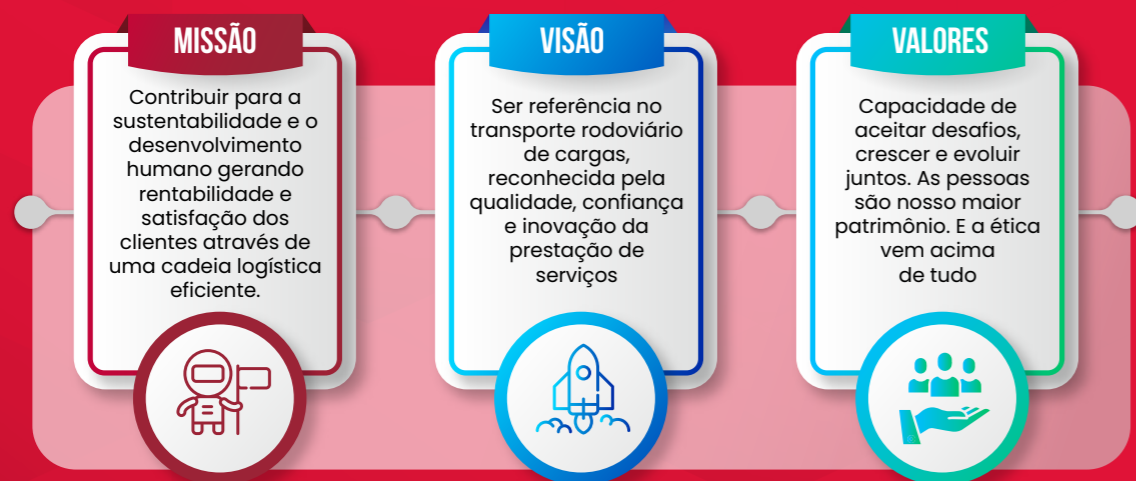 MISSÃO
Contribuir para a
sustentabilidade e o
desenvolvimento
humano gerando
rentabilidade e
satisfação dos
clientes através de
uma cadeia logística
eficiente.
VISÃO
Ser referência no
transporte rodoviário
de cargas,
reconhecida pela
qualidade, confiança
e inovação da
prestação de
serviços
VALORES
Capacidade de
aceitar desafios,
crescer e evoluir
juntos. As pessoas
são nosso maior
patrimônio. E a ética
vem acima
de tudo